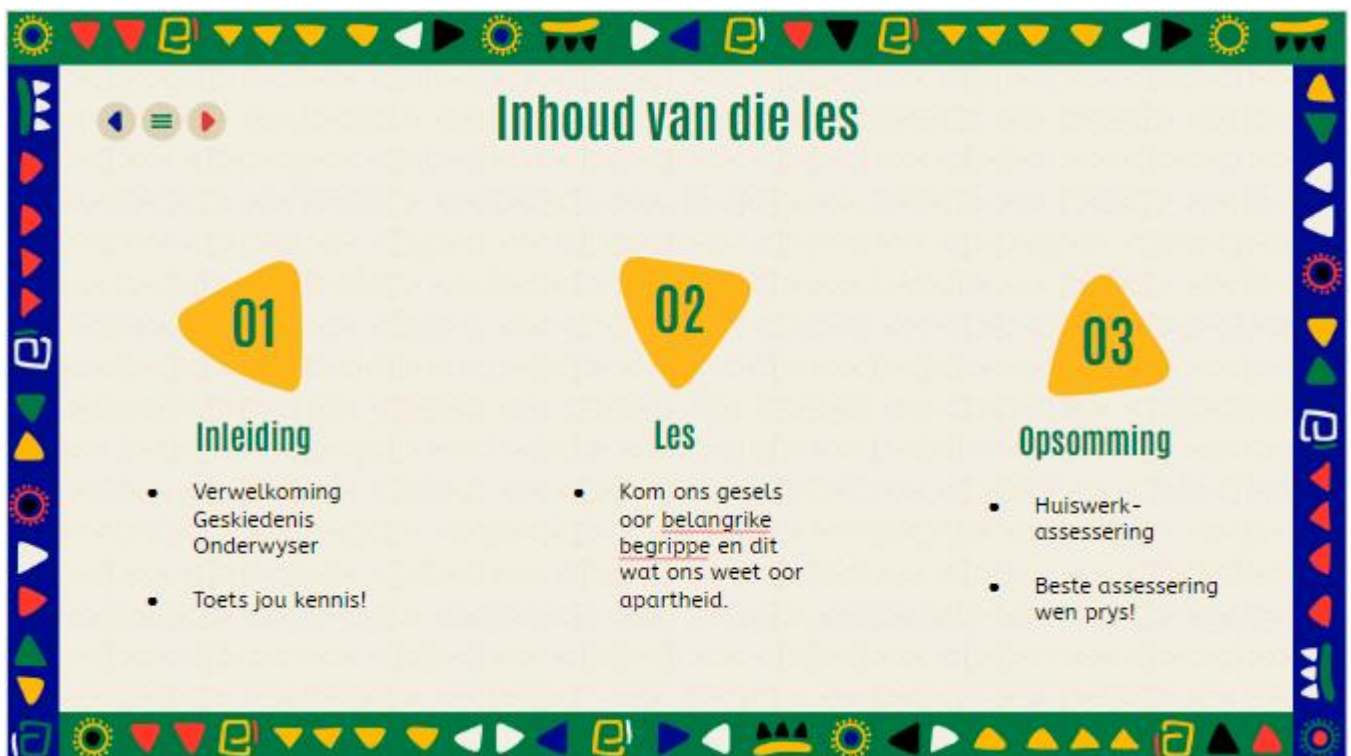 Inhoud van die les
01
Inleiding
• Verwelkoming
Geskiedenis
Onderwyser
• Toets jou kennis!
02
Les
• Kom ons gesels
oor belangrike
begrippe en dit
wat ons weet oor
apartheid.
03
Opsomming
• Huiswerk-
assessering
• Beste assessering
wen prys!